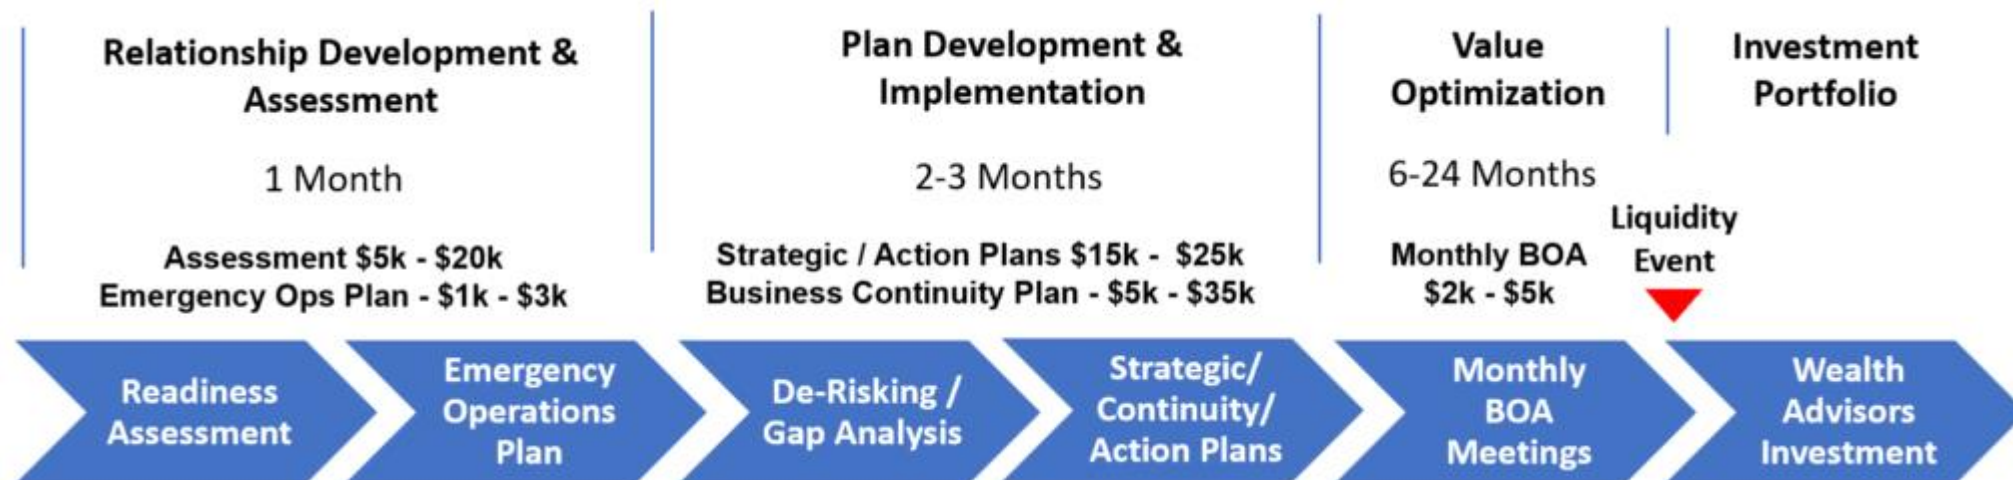 Relationship Development &
Assessment
1 Month
Assessment $5k - $20k
Emergency Ops Plan - $1k - $3k
Plan Development &
Implementation
2-3 Months
Strategic / Action Plans $15k - $25k
Business Continuity Plan - $5k - $35k
Value
Optimization
6-24 Months
Monthly BOA
$2k - $5k
Liquidity
Event
Investment
Portfolio
Readiness
Assessment
Emergency
Operations
Plan
De-Risking /
Gap Analysis
Strategic/
Continuity/
Action Plans
Monthly
BOA
Meetings
Wealth
Advisors
Investment